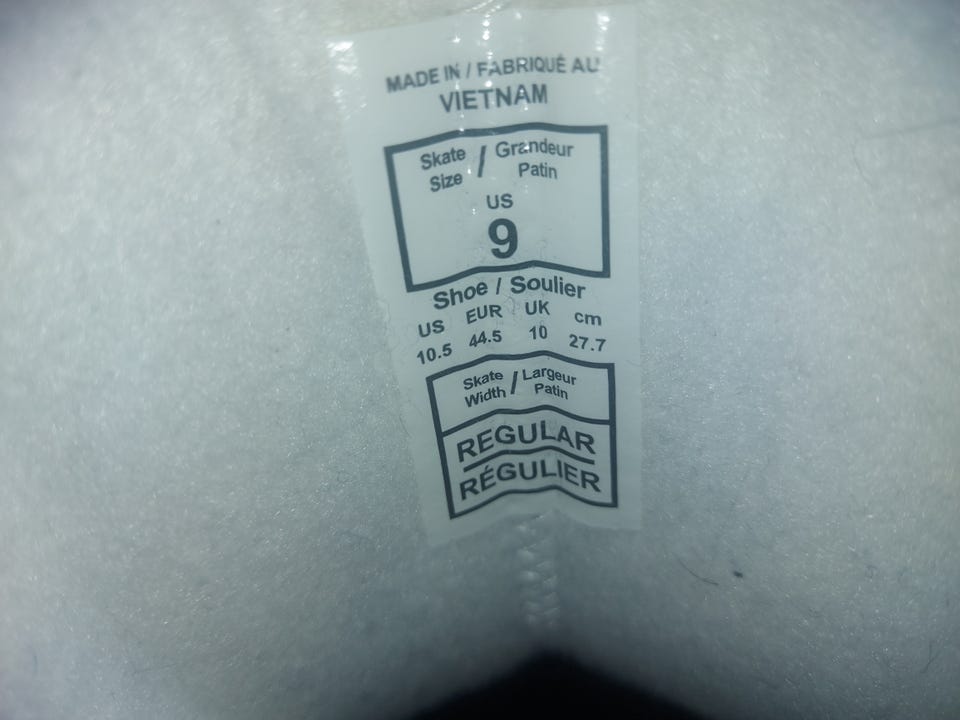 MADE IN / FABRIQUÉ AU
VIETNAM
Skate Size / Grandeur Patin
US
9
Shoe / Soulier
US EUR UK cm
10.5 44.5 10 27.7
Skate Width / Largeur Patin
REGULAR
RÉGULIER